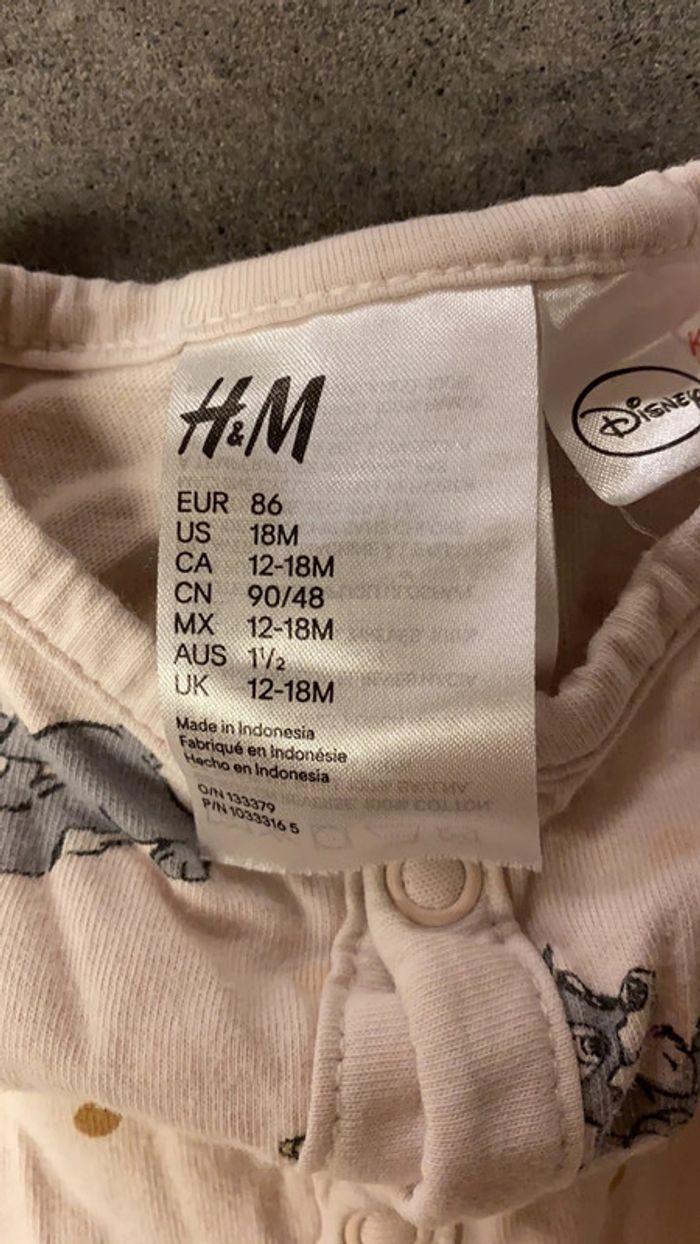 H&M
EUR 86
US 18M
CA 12-18M
CN 90/48
MX 12-18M
AUS 1½
UK 12-18M
Made in Indonesia
Fabriqué en Indonésie
Hecho en Indonesia
O/N 133379
P/N 1033316 5
DISNEY